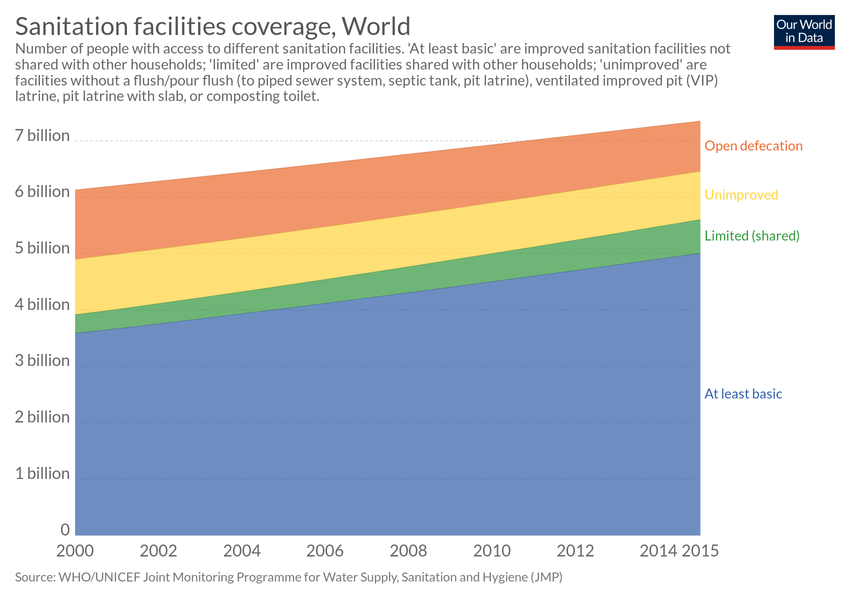 Sanitation facilities coverage, World
Our World
in Data
Number of people with access to different sanitation facilities. 'At least basic' are improved sanitation facilities not
shared with other households; 'limited' are improved facilities shared with other households; 'unimproved' are
facilities without a flush/pour flush (to piped sewer system, septic tank, pit latrine), ventilated improved pit (VIP)
latrine, pit latrine with slab, or composting toilet.
7 billion
6 billion
5 billion
4 billion
3 billion
2 billion
1 billion
0
Open defecation
Unimproved
Limited (shared)
At least basic
2000 2002 2004 2006 2008 2010 2012 2014 2015
Source: WHO/UNICEF Joint Monitoring Programme for Water Supply, Sanitation and Hygiene (JMP)